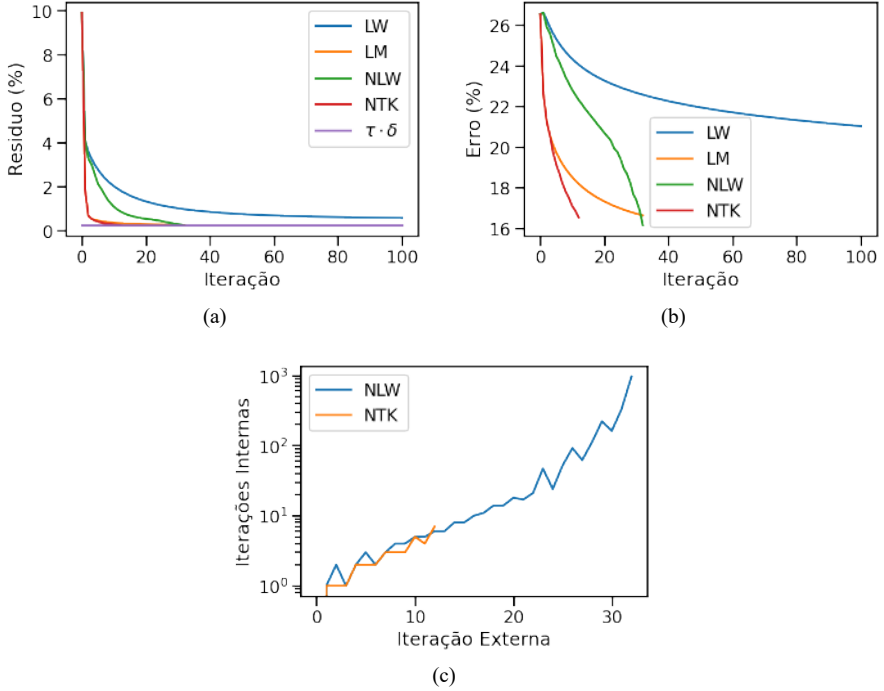 10
8
6
4
2
0
Residuo (%)
LW
LM
NLW
NTK
τ · δ
0 20 40 60 80 100
Iteração
(a)
26
24
22
20
18
16
Erro (%)
LW
LM
NLW
NTK
0 20 40 60 80 100
Iteração
(b)
10³
10²
10¹
10⁰
Iterações Internas
NLW
NTK
0 10 20 30
Iteração Externa
(c)